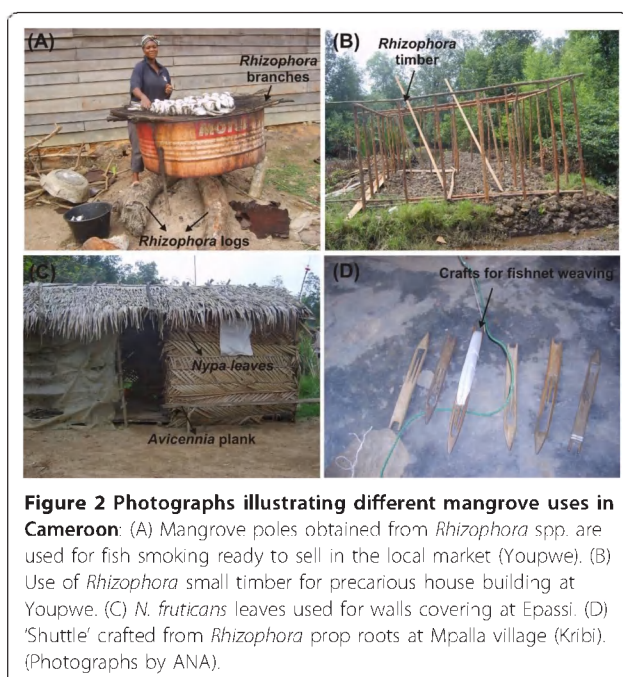 (A)
Rhizophora
branches
Rhizophora logs
(B)
Rhizophora
timber
(C)
Nypa leaves
Avicennia plank
(D)
Crafts for fishnet weaving
Figure 2 Photographs illustrating different mangrove uses in
Cameroon: (A) Mangrove poles obtained from Rhizophora spp. are
used for fish smoking ready to sell in the local market (Youpwe). (B)
Use of Rhizophora small timber for precarious house building at
Youpwe. (C) N. fruticans leaves used for walls covering at Epassi. (D)
'Shuttle' crafted from Rhizophora prop roots at Mpalla village (Kribi).
(Photographs by ANA).